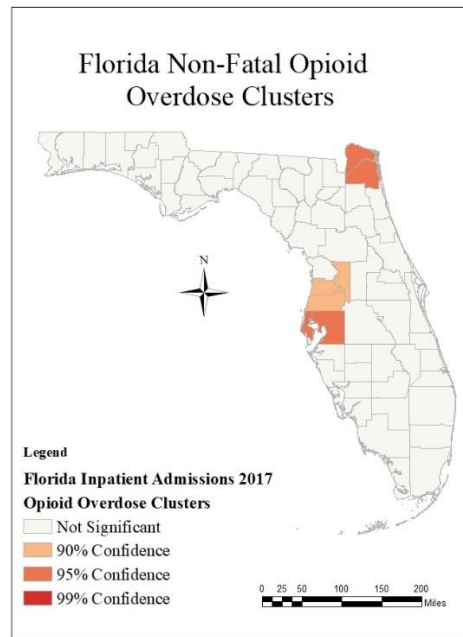 Florida Non-Fatal Opioid
Overdose Clusters
N
Legend
Florida Inpatient Admissions 2017
Opioid Overdose Clusters
Not Significant
90% Confidence
95% Confidence
99% Confidence
0 25 50 100 150 200
Miles